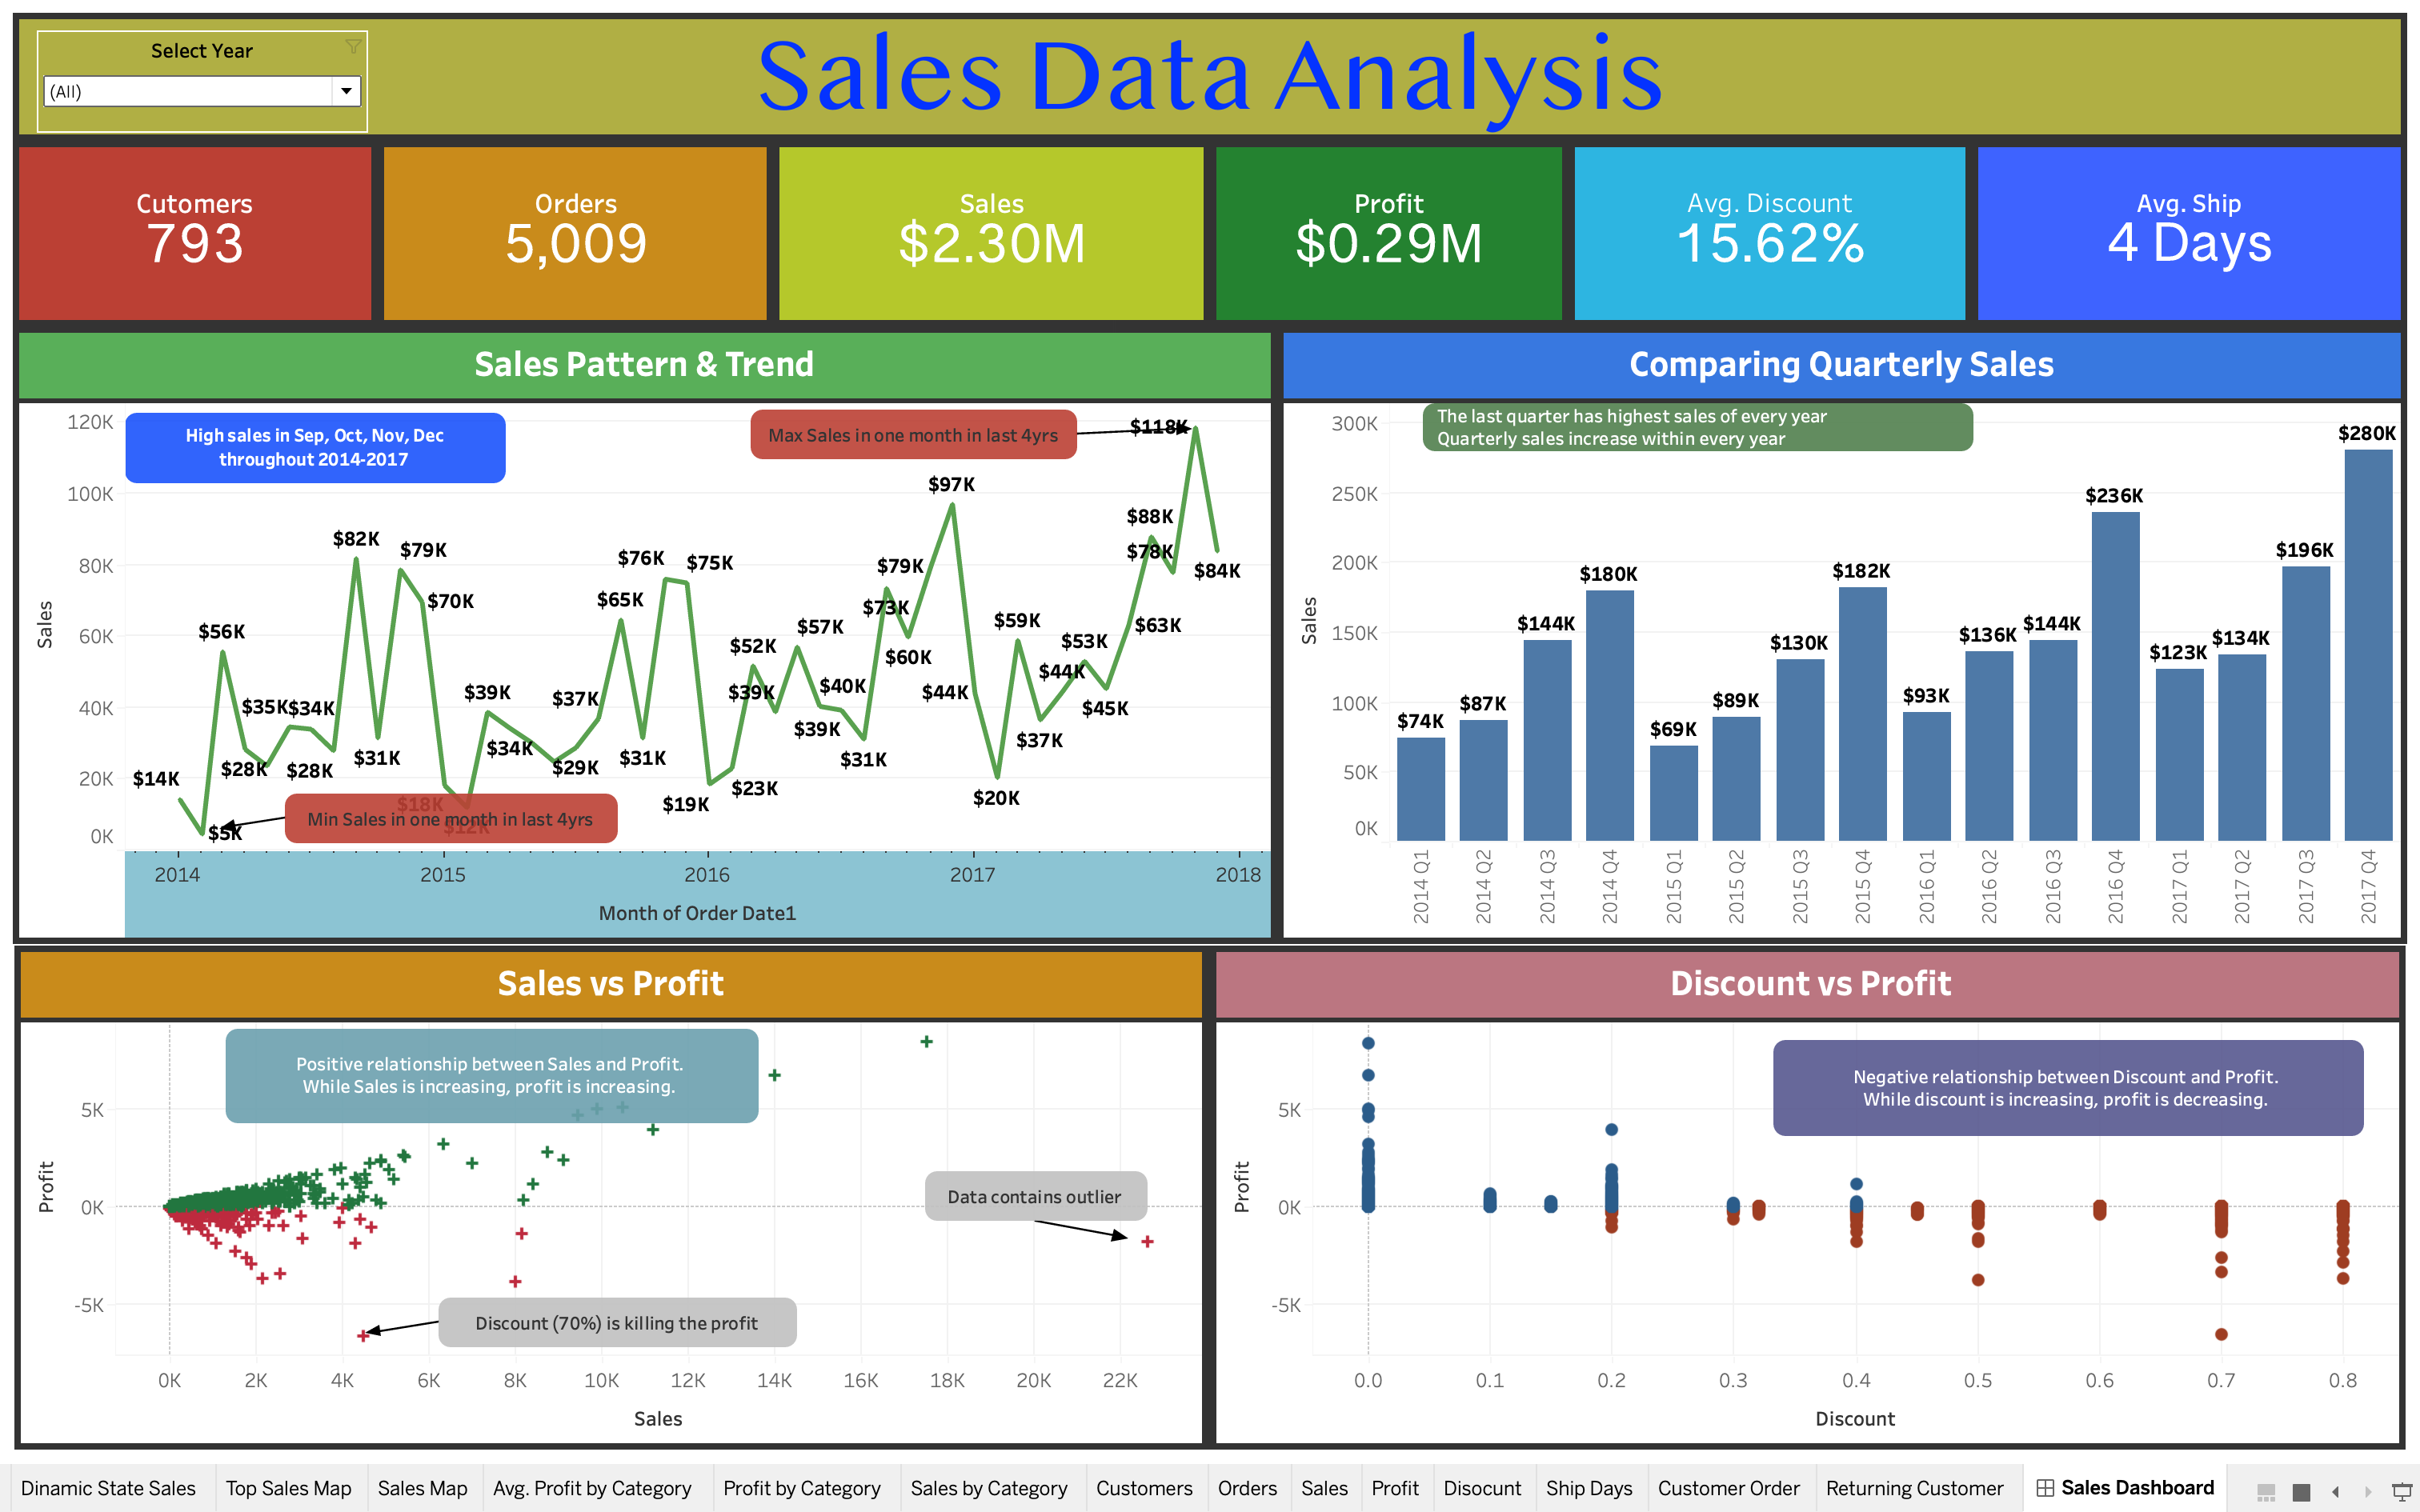 Select Year
(All)
Sales Data Analysis
Cutomers
793
Orders
5,009
Sales
$2.30M
Profit
$0.29M
Avg. Discount
15.62%
Avg. Ship
4 Days
Sales Pattern & Trend
High sales in Sep, Oct, Nov, Dec
throughout 2014-2017
Max Sales in one month in last 4yrs
Min Sales in one month in last 4yrs
Sales
120K
100K
80K
60K
40K
20K
0K
$14K
$5K
$56K
$28K
$35K
$34K
$28K
$82K
$31K
$79K
$70K
$18K
$12K
$39K
$34K
$29K
$37K
$65K
$31K
$76K
$75K
$19K
$23K
$52K
$39K
$57K
$40K
$39K
$31K
$73K
$60K
$79K
$97K
$44K
$20K
$59K
$37K
$44K
$53K
$45K
$63K
$88K
$78K
$118K
$84K
2014
2015
2016
2017
2018
Month of Order Date1
Comparing Quarterly Sales
The last quarter has highest sales of every year
Quarterly sales increase within every year
Sales
300K
250K
200K
150K
100K
50K
0K
$74K
$87K
$144K
$180K
$69K
$89K
$130K
$182K
$93K
$136K
$144K
$236K
$123K
$134K
$196K
$280K
2014 Q1
2014 Q2
2014 Q3
2014 Q4
2015 Q1
2015 Q2
2015 Q3
2015 Q4
2016 Q1
2016 Q2
2016 Q3
2016 Q4
2017 Q1
2017 Q2
2017 Q3
2017 Q4
Sales vs Profit
Positive relationship between Sales and Profit.
While Sales is increasing, profit is increasing.
Data contains outlier
Discount (70%) is killing the profit
Profit
5K
0K
-5K
0K
2K
4K
6K
8K
10K
12K
14K
16K
18K
20K
22K
Sales
Discount vs Profit
Negative relationship between Discount and Profit.
While discount is increasing, profit is decreasing.
Profit
5K
0K
-5K
0.0
0.1
0.2
0.3
0.4
0.5
0.6
0.7
0.8
Discount
Dinamic State Sales
Top Sales Map
Sales Map
Avg. Profit by Category
Profit by Category
Sales by Category
Customers
Orders
Sales
Profit
Disocunt
Ship Days
Customer Order
Returning Customer
Sales Dashboard